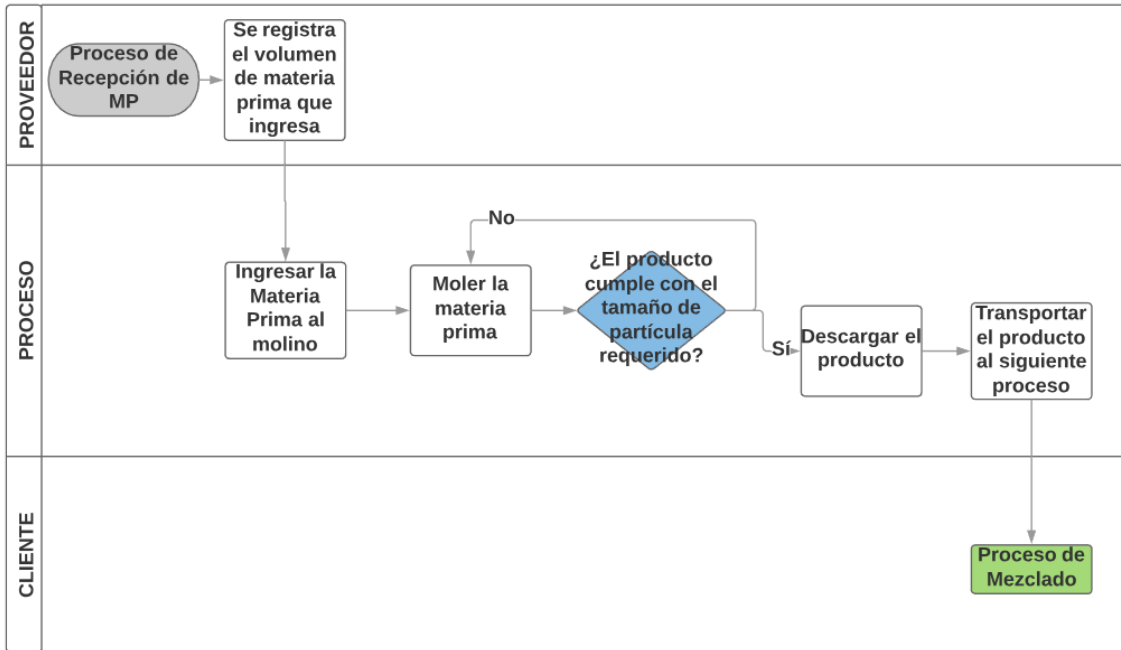 PROVEEDOR
Proceso de
Recepción de
MP
Se registra
el volumen
de materia
prima que
ingresa
PROCESO
Ingresar la
Materia
Prima al
molino
Moler la
materia
prima
No
¿El producto
cumple con el
tamaño de
partícula
requerido?
Sí
Descargar el
producto
Transportar
el producto
al siguiente
proceso
CLIENTE
Proceso de
Mezclado